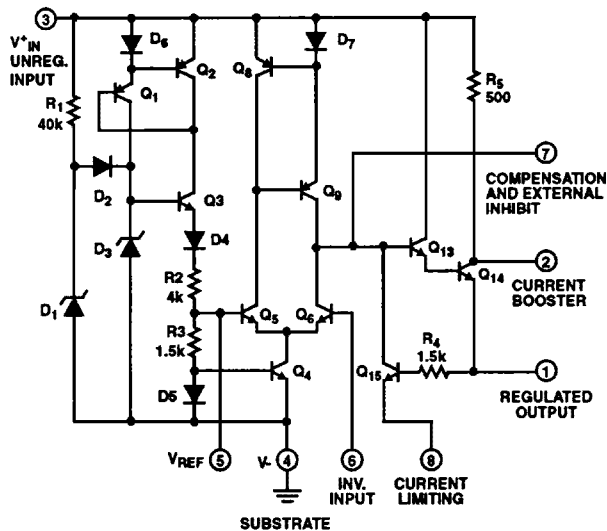 3
V+IN
UNREG.
INPUT
D6
D7
Q1
Q2
Q8
R5
500
R1
40k
7
COMPENSATION
AND EXTERNAL
INHIBIT
D2
Q3
Q9
D3
D4
Q13
Q14
2
CURRENT
BOOSTER
R2
4k
D1
Q5
Q6
R3
1.5k
R4
1.5k
Q4
Q15
1
REGULATED
OUTPUT
D5
VREF
5
V-
4
6
8
INV.
INPUT
CURRENT
LIMITING
SUBSTRATE